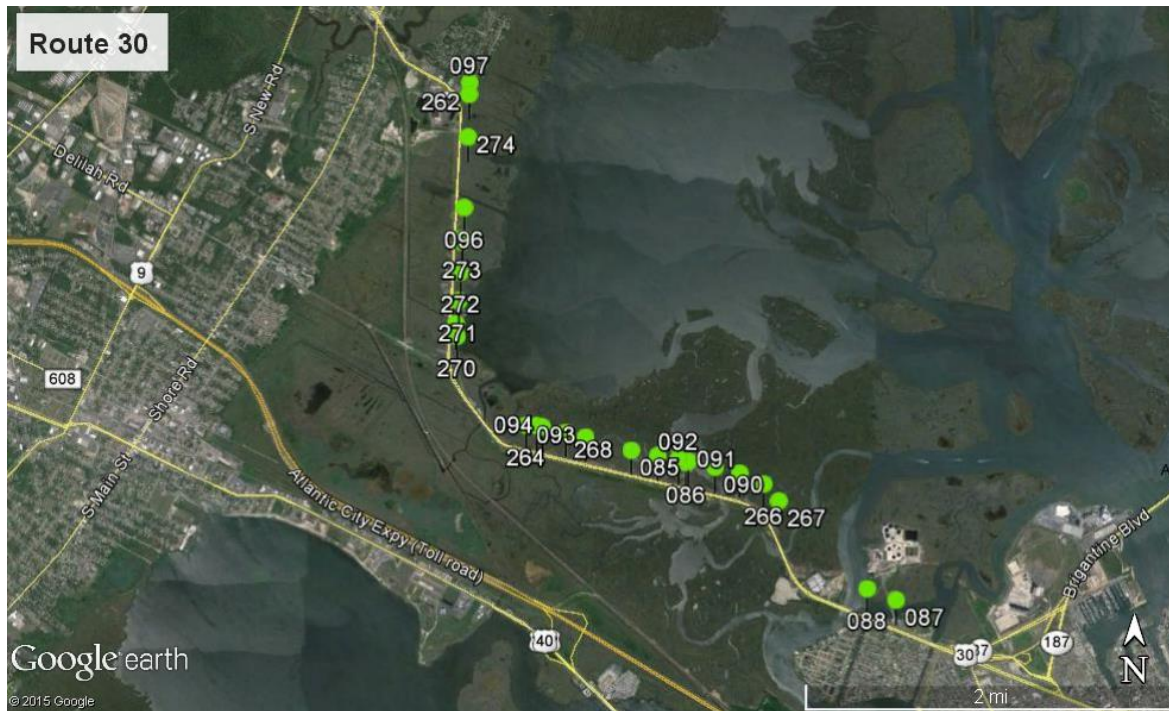 Route 30
097
262
274
S New Rd
Delilah Rd
096
9
273
272
271
270
608
Shore Rd
094
093
268
092
264
085
091
086
090
S Main St
266
267
Atlantic City Expy (Toll road)
Brigantine Blvd
088
087
40
30
187
N
Google earth
2 mi
© 2015 Google